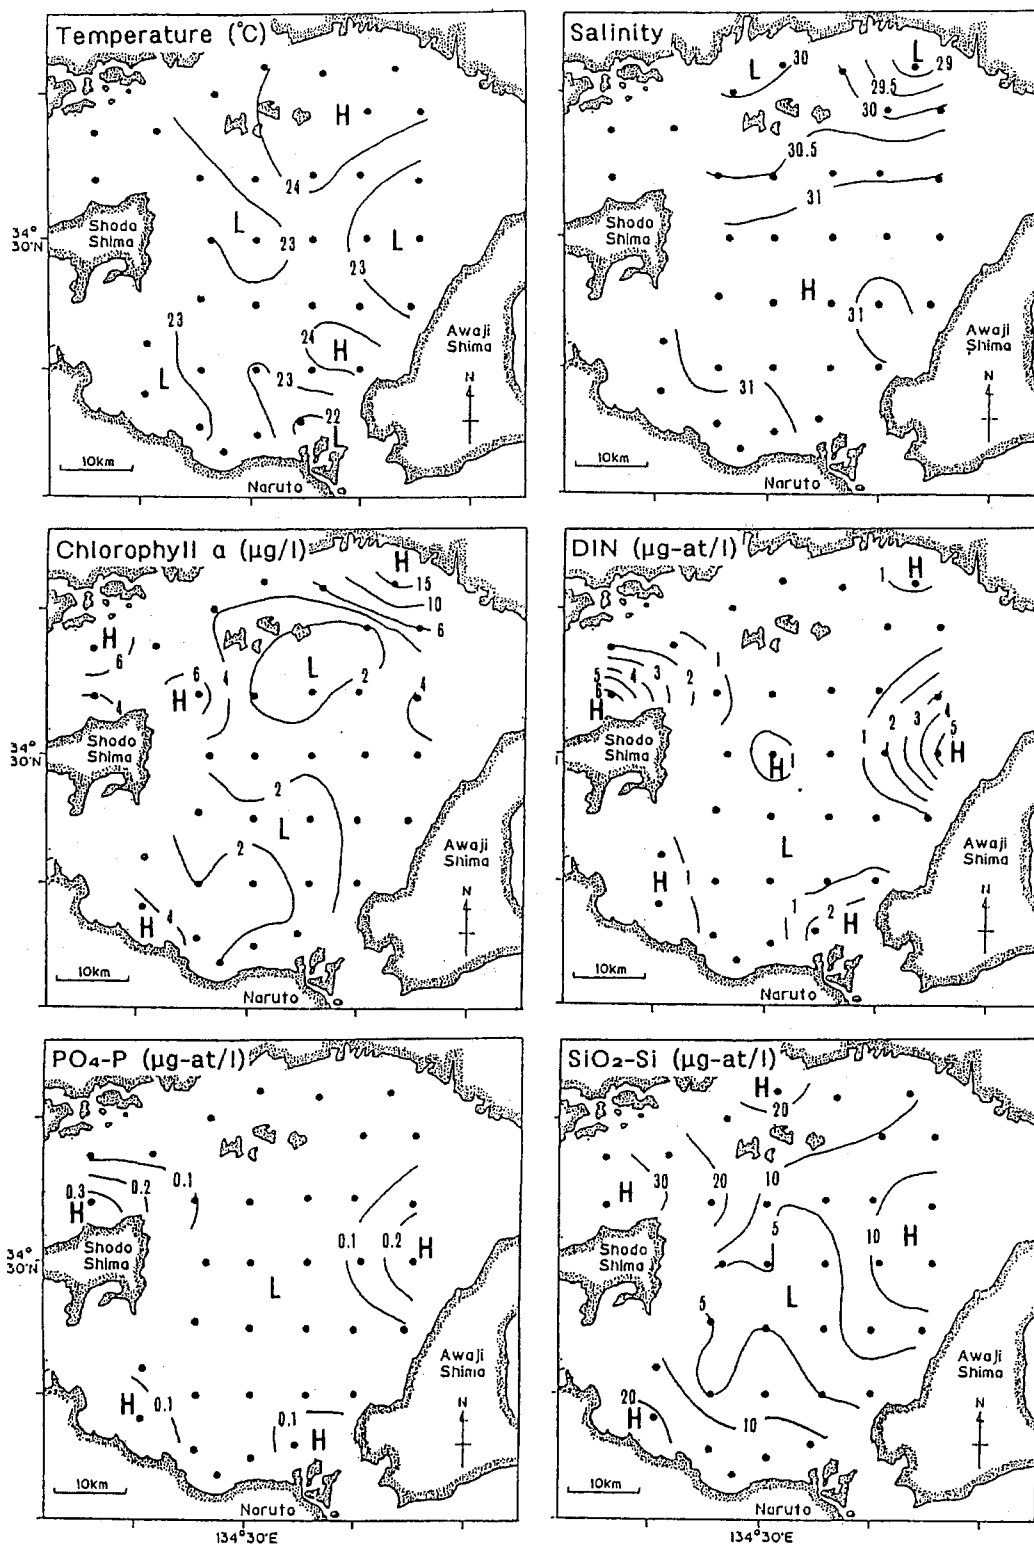 Temperature (°C)
H
24
L
23
L
23
Shodo
Shima
34°
30'N
23
L
24
H
23
22
L
Awaji
Shima
N
10km
Naruto
Salinity
L
30
L
29
29.5
30
30.5
31
Shodo
Shima
H
31
31
Awaji
Shima
N
10km
Naruto
Chlorophyll a (μg/l)
H
15
10
6
H
6
6
H
4
4
L
2
4
Shodo
Shima
34°
30'N
2
L
2
4
H
Awaji
Shima
N
10km
Naruto
DIN (μg-at/l)
H
1
5
6
4
3
2
1
H
Shodo
Shima
H
1
1
2
3
4
5
H
L
H
1
1
2
H
Awaji
Shima
N
10km
Naruto
PO₄-P (μg-at/l)
0.3
0.2
0.1
H
Shodo
Shima
34°
30'N
0.1
0.2
H
L
H
0.1
0.1
H
Awaji
Shima
N
10km
Naruto
134°30'E
SiO₂-Si (μg-at/l)
H
20
H
30
20
10
5
10
H
Shodo
Shima
L
5
20
H
10
Awaji
Shima
N
10km
Naruto
134°30'E